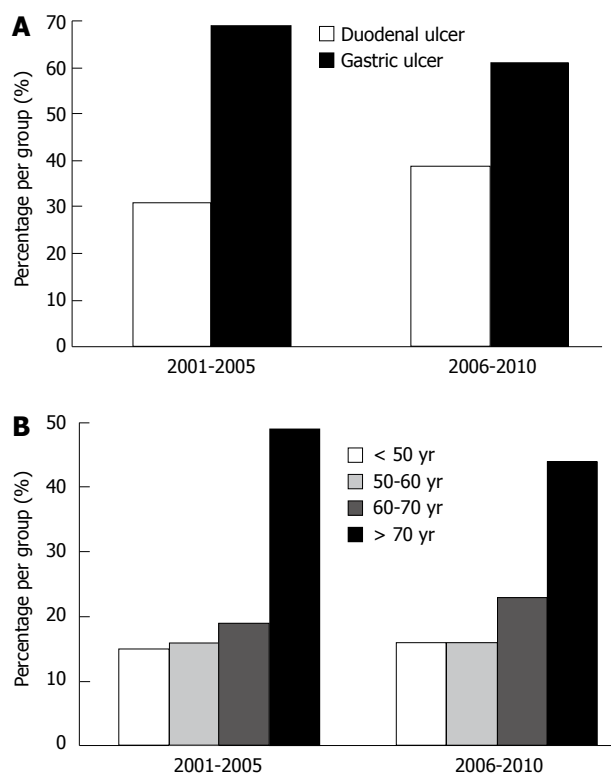 A
Percentage per group (%)
70
60
50
40
30
20
10
0
Duodenal ulcer
Gastric ulcer
2001-2005
2006-2010
B
Percentage per group (%)
50
40
30
20
10
0
< 50 yr
50-60 yr
60-70 yr
> 70 yr
2001-2005
2006-2010